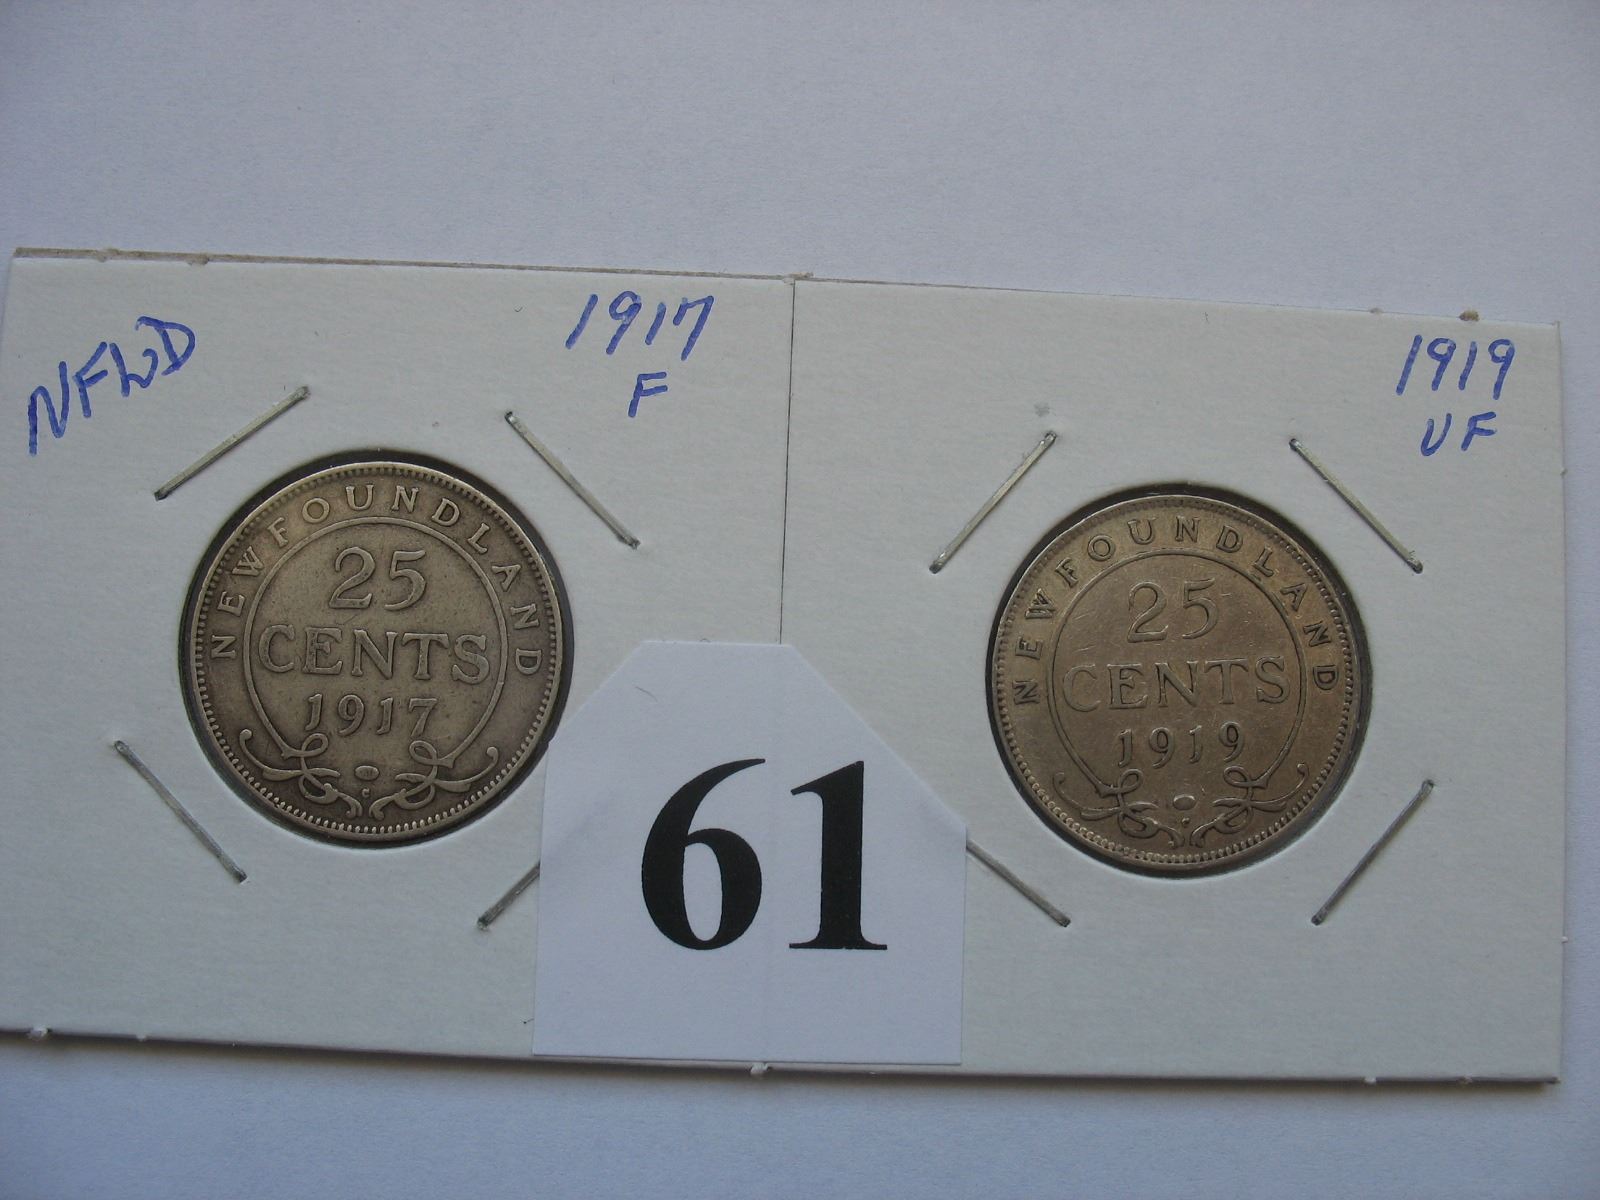 NFLD
1917
F
1919
VF
NEWFOUNDLAND
25
CENTS
1917
C
NEWFOUNDLAND
25
CENTS
1919
61